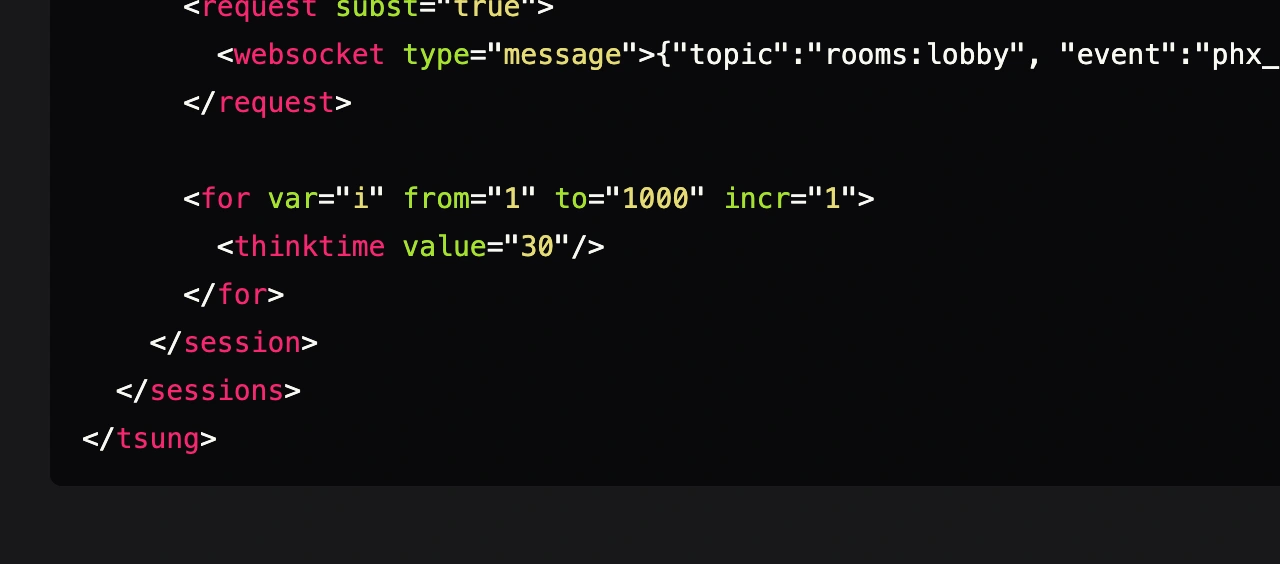 <request subst="true">
<websocket type="message">{"topic":"rooms:lobby", "event":"phx_
</request>
<for var="i" from="1" to="1000" incr="1">
<thinktime value="30"/>
</for>
</session>
</sessions>
</tsung>